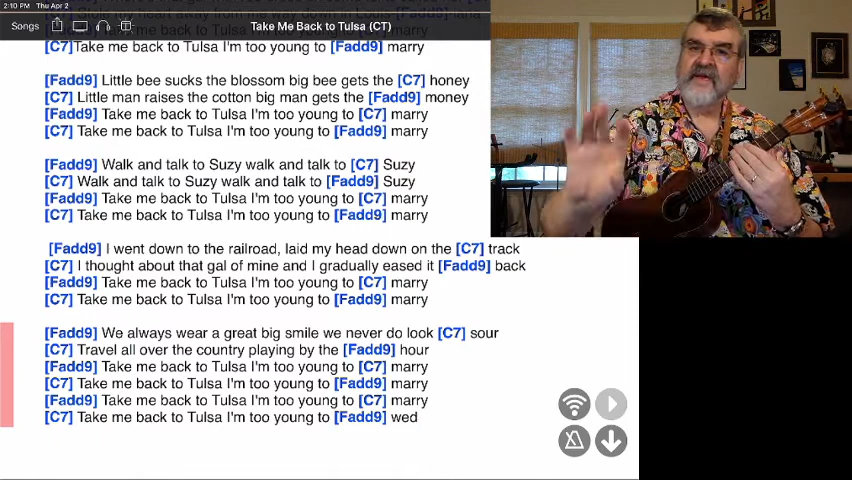 2:10 PM Thu Apr 2
Stole my heart away from me way down in Louis-iana
Songs
Take Me Back to Tulsa (CT)
[C7]Take me back to Tulsa I'm too young to [Fadd9] marry
[Fadd9] Little bee sucks the blossom big bee gets the [C7] honey
[C7] Little man raises the cotton big man gets the [Fadd9] money
[Fadd9] Take me back to Tulsa I'm too young to [C7] marry
[C7] Take me back to Tulsa I'm too young to [Fadd9] marry
[Fadd9] Walk and talk to Suzy walk and talk to [C7] Suzy
[C7] Walk and talk to Suzy walk and talk to [Fadd9] Suzy
[Fadd9] Take me back to Tulsa I'm too young to [C7] marry
[C7] Take me back to Tulsa I'm too young to [Fadd9] marry
[Fadd9] I went down to the railroad, laid my head down on the [C7] track
[C7] I thought about that gal of mine and I gradually eased it [Fadd9] back
[Fadd9] Take me back to Tulsa I'm too young to [C7] marry
[C7] Take me back to Tulsa I'm too young to [Fadd9] marry
[Fadd9] We always wear a great big smile we never do look [C7] sour
[C7] Travel all over the country playing by the [Fadd9] hour
[Fadd9] Take me back to Tulsa I'm too young to [C7] marry
[C7] Take me back to Tulsa I'm too young to [Fadd9] marry
[Fadd9] Take me back to Tulsa I'm too young to [C7] marry
[C7] Take me back to Tulsa I'm too young to [Fadd9] wed